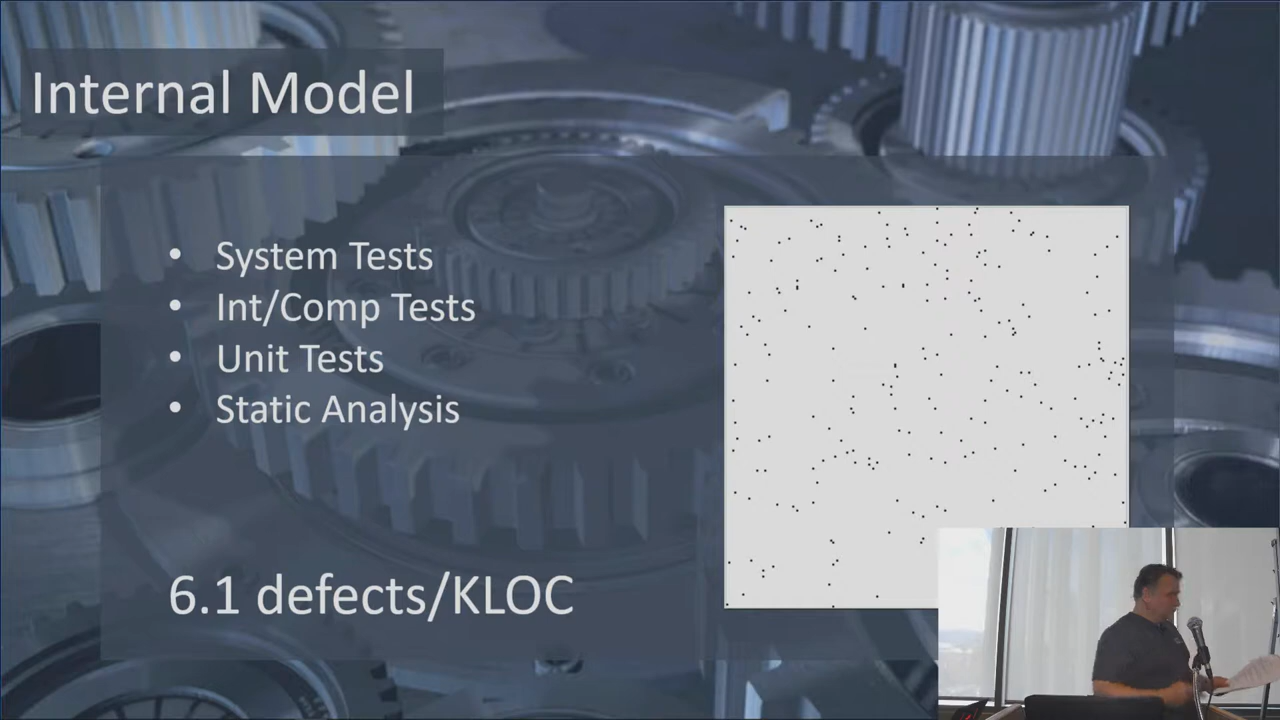 Internal Model
• System Tests
• Int/Comp Tests
• Unit Tests
• Static Analysis
6.1 defects/KLOC